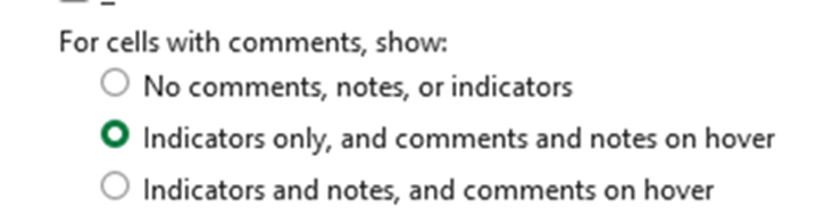 For cells with comments, show:
No comments, notes, or indicators
Indicators only, and comments and notes on hover
Indicators and notes, and comments on hover